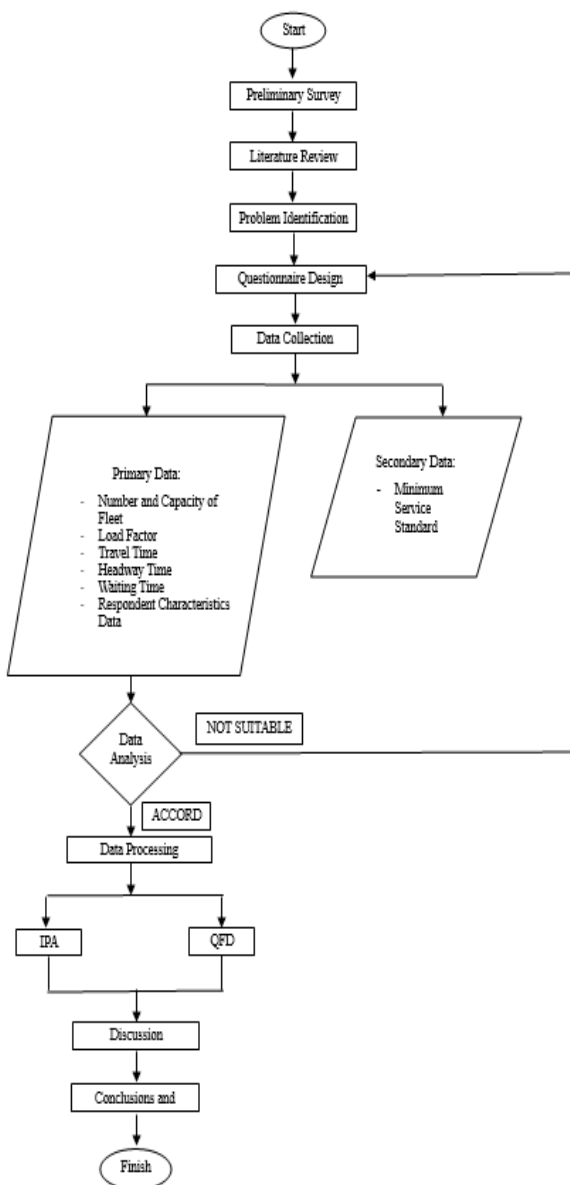 Start
Preliminary Survey
Literature Review
Problem Identification
Questionnaire Design
Data Collection
Primary Data:
- Number and Capacity of
Fleet
- Load Factor
- Travel Time
- Headway Time
- Waiting Time
- Respondent Characteristics
Data
Secondary Data:
- Minimum
Service
Standard
Data
Analysis
NOT SUITABLE
ACCORD
Data Processing
IPA
QFD
Discussion
Conclusions and
Finish